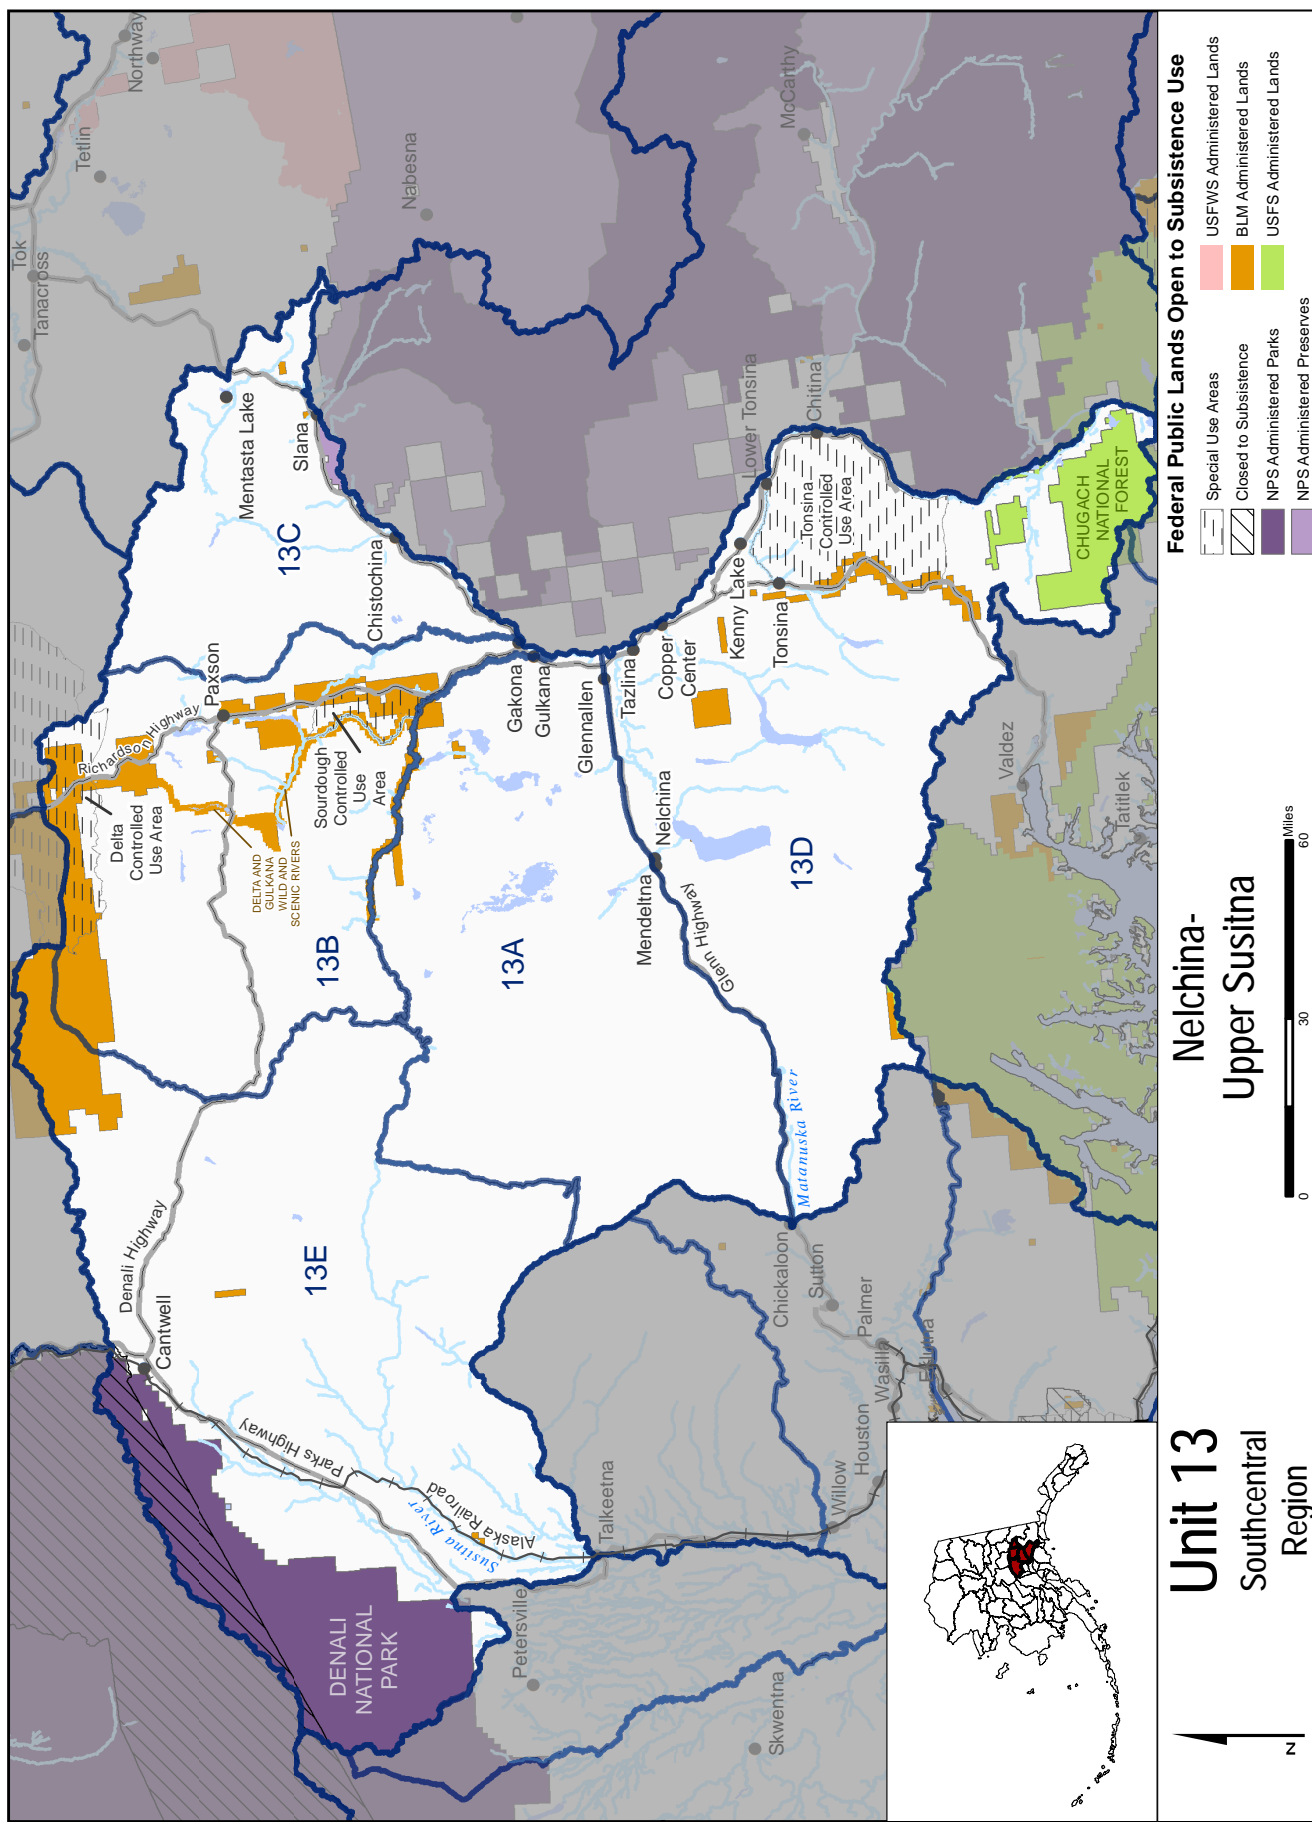 Northway
Tetlin
Tok
Tanacross
Nabesna
McCarthy
Mentasta Lake
Slana
13C
Chistochina
Lower Tonsina
Chitina
Tonsina
Controlled
Use Area
CHUGACH
NATIONAL
FOREST
Kenny Lake
Tonsina
Copper
Center
Tazlina
Gakona
Gulkana
Glennallen
Paxson
Richardson Highway
Delta
Controlled
Use Area
Sourdough
Controlled
Use
Area
DELTA AND
GULKANA
WILD AND
SCENIC RIVERS
13B
13A
Nelchina
Mendeltna
Glenn Highway
13D
Valdez
Tatitlek
Matanuska River
Denali Highway
Cantwell
13E
Parks Highway
Alaska Railroad
Susitna River
DENALI
NATIONAL
PARK
Chickaloon
Sutton
Palmer
Wasilla
Eklutna
Houston
Willow
Talkeetna
Petersville
Skwentna
Unit 13
Southcentral
Region
N
Nelchina-
Upper Susitna
0 30 60
Miles
Federal Public Lands Open to Subsistence Use
Special Use Areas
Closed to Subsistence
NPS Administered Parks
NPS Administered Preserves
USFWS Administered Lands
BLM Administered Lands
USFS Administered Lands